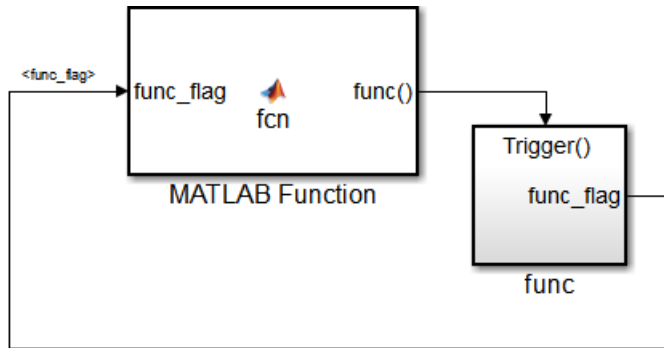 <func_flag>
func_flag
func()
fcn
MATLAB Function
Trigger()
func_flag
func